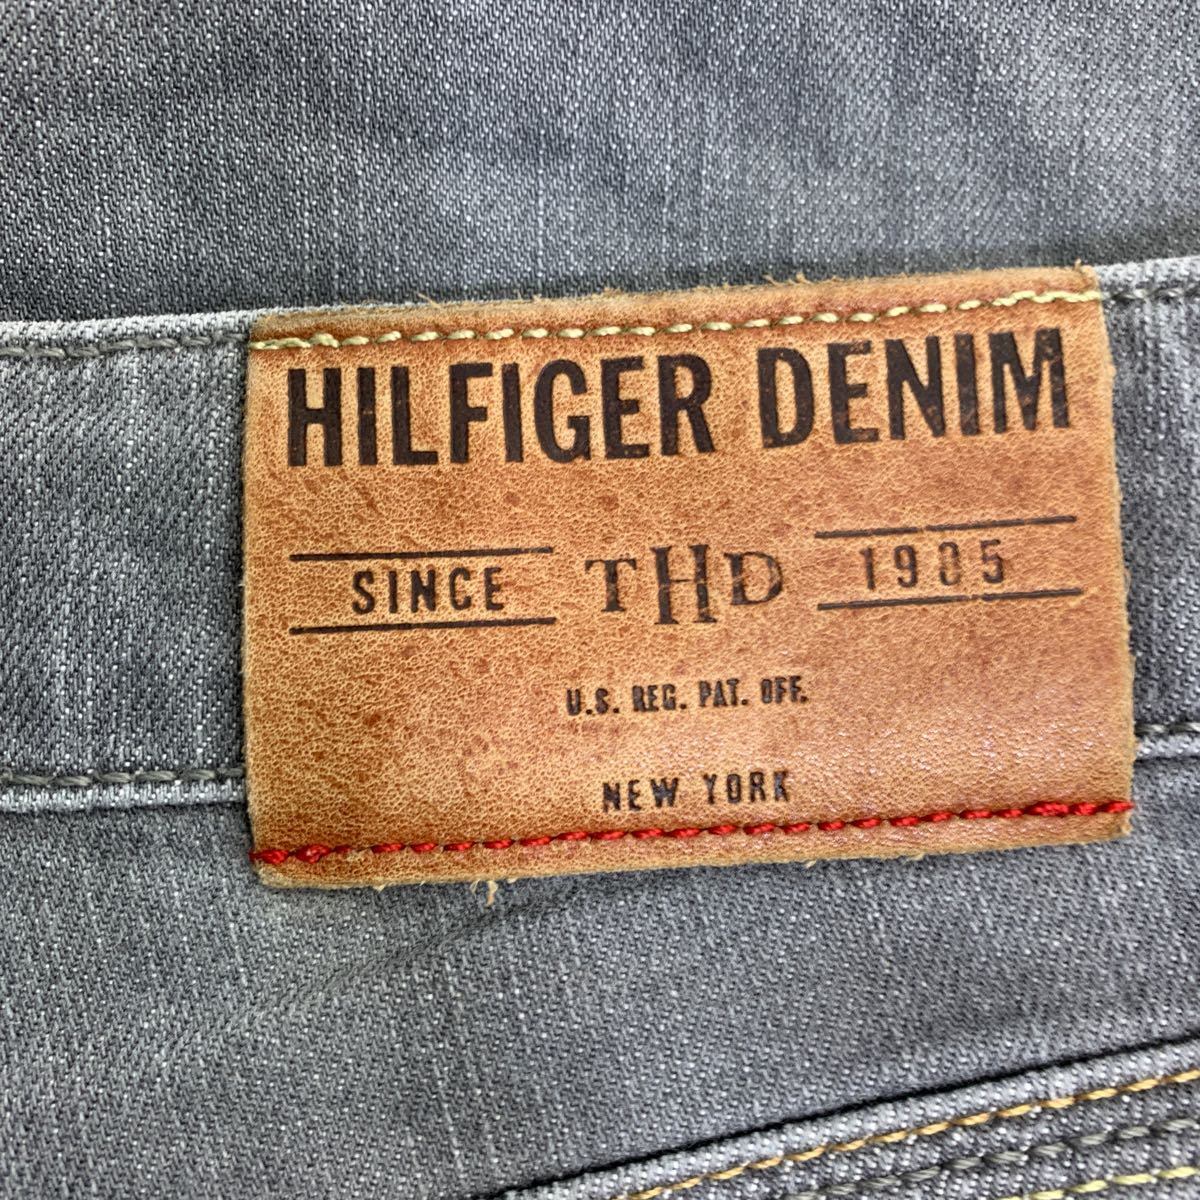 HILFIGER DENIM
SINCE THD 1985
U.S. REG. PAT. OFF.
NEW YORK